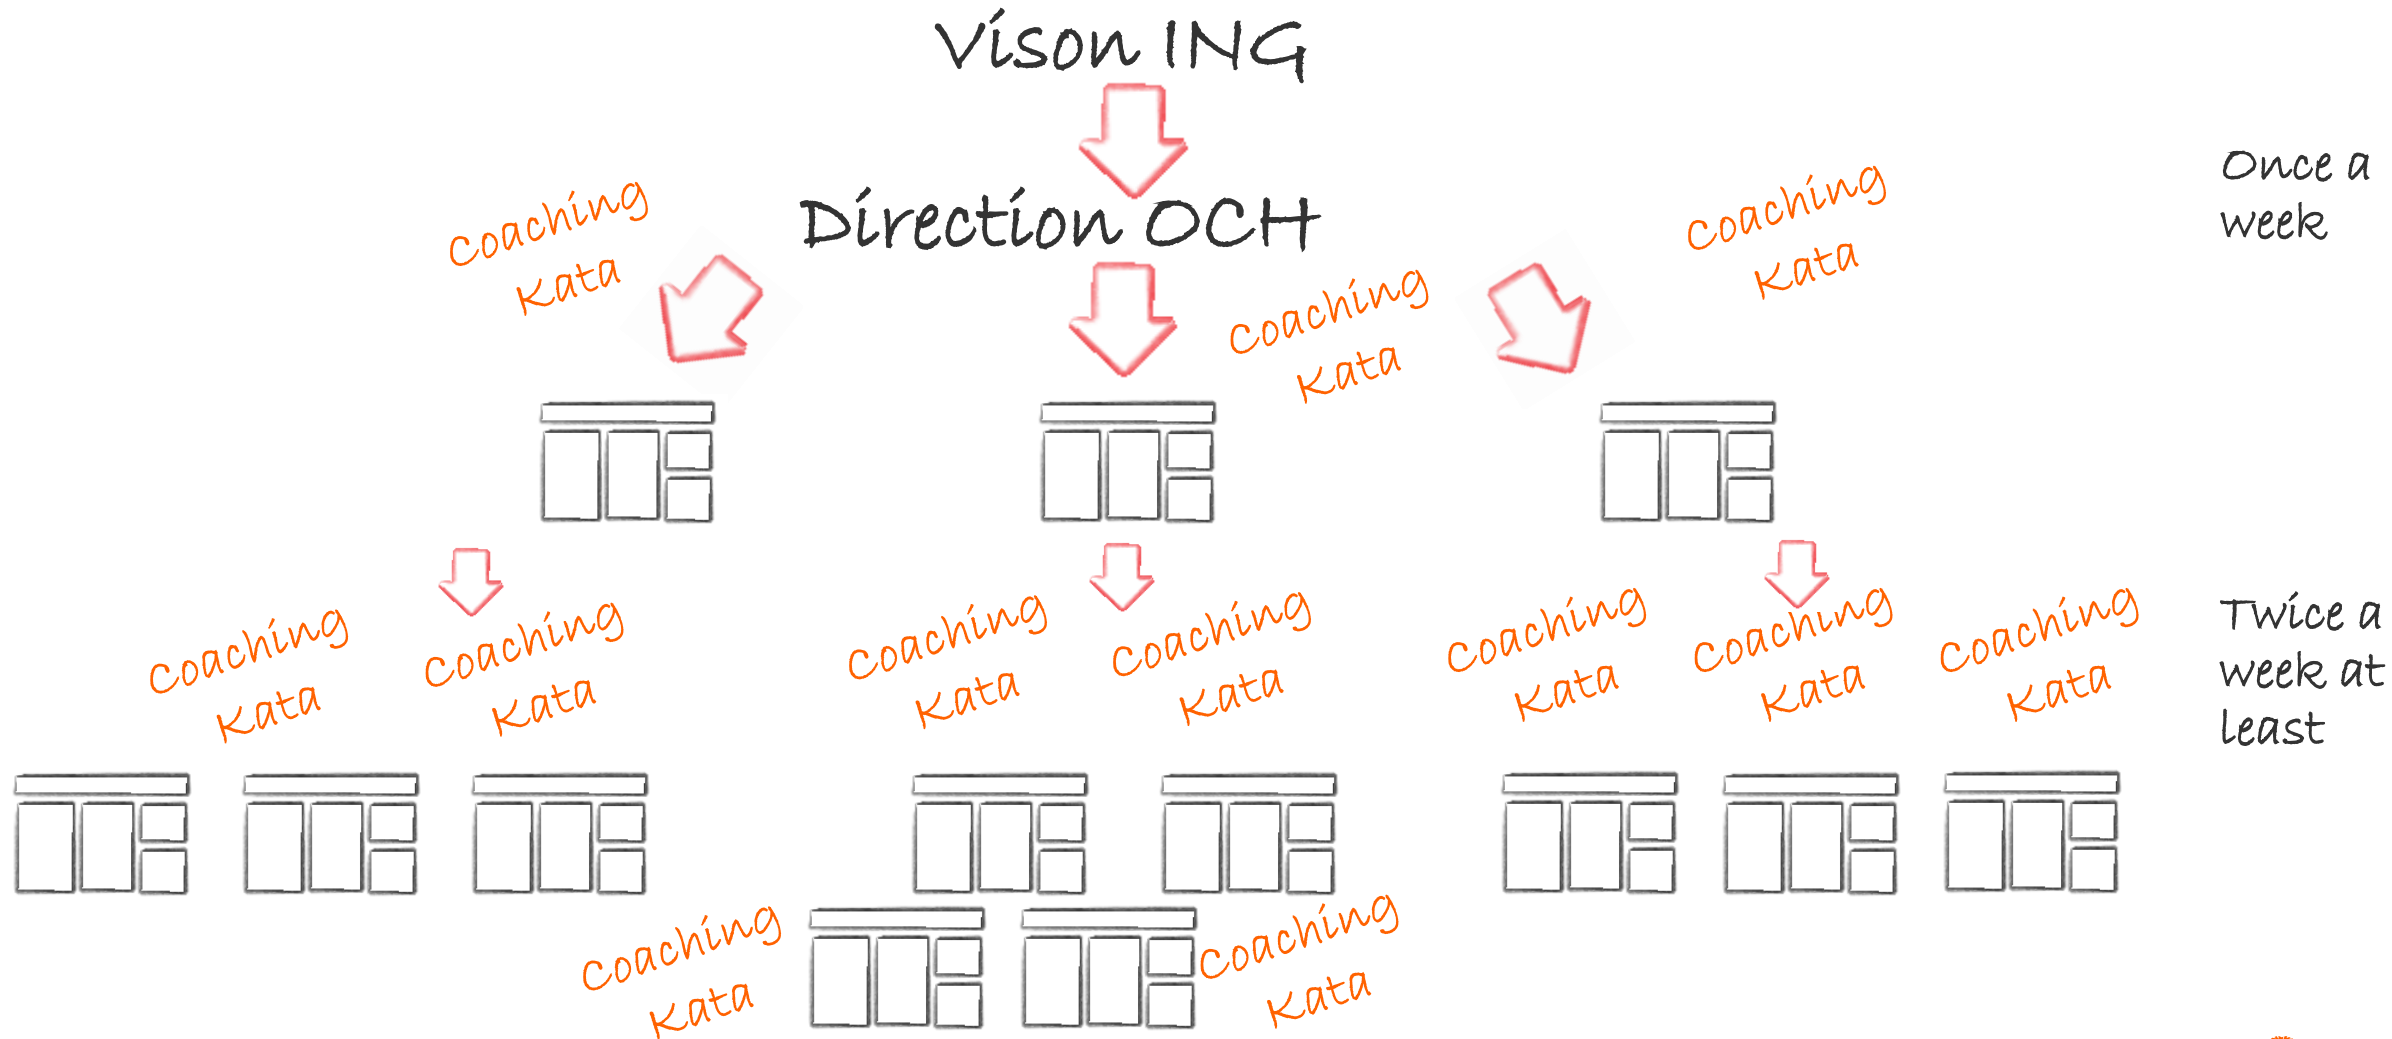 Vison ING
Direction OCH
Coaching
Kata
Coaching
Kata
Coaching
Kata
Once a
week
Coaching
Kata
Coaching
Kata
Coaching
Kata
Coaching
Kata
Coaching
Kata
Coaching
Kata
Coaching
Kata
Twice a
week at
least
Coaching
Kata
Coaching
Kata